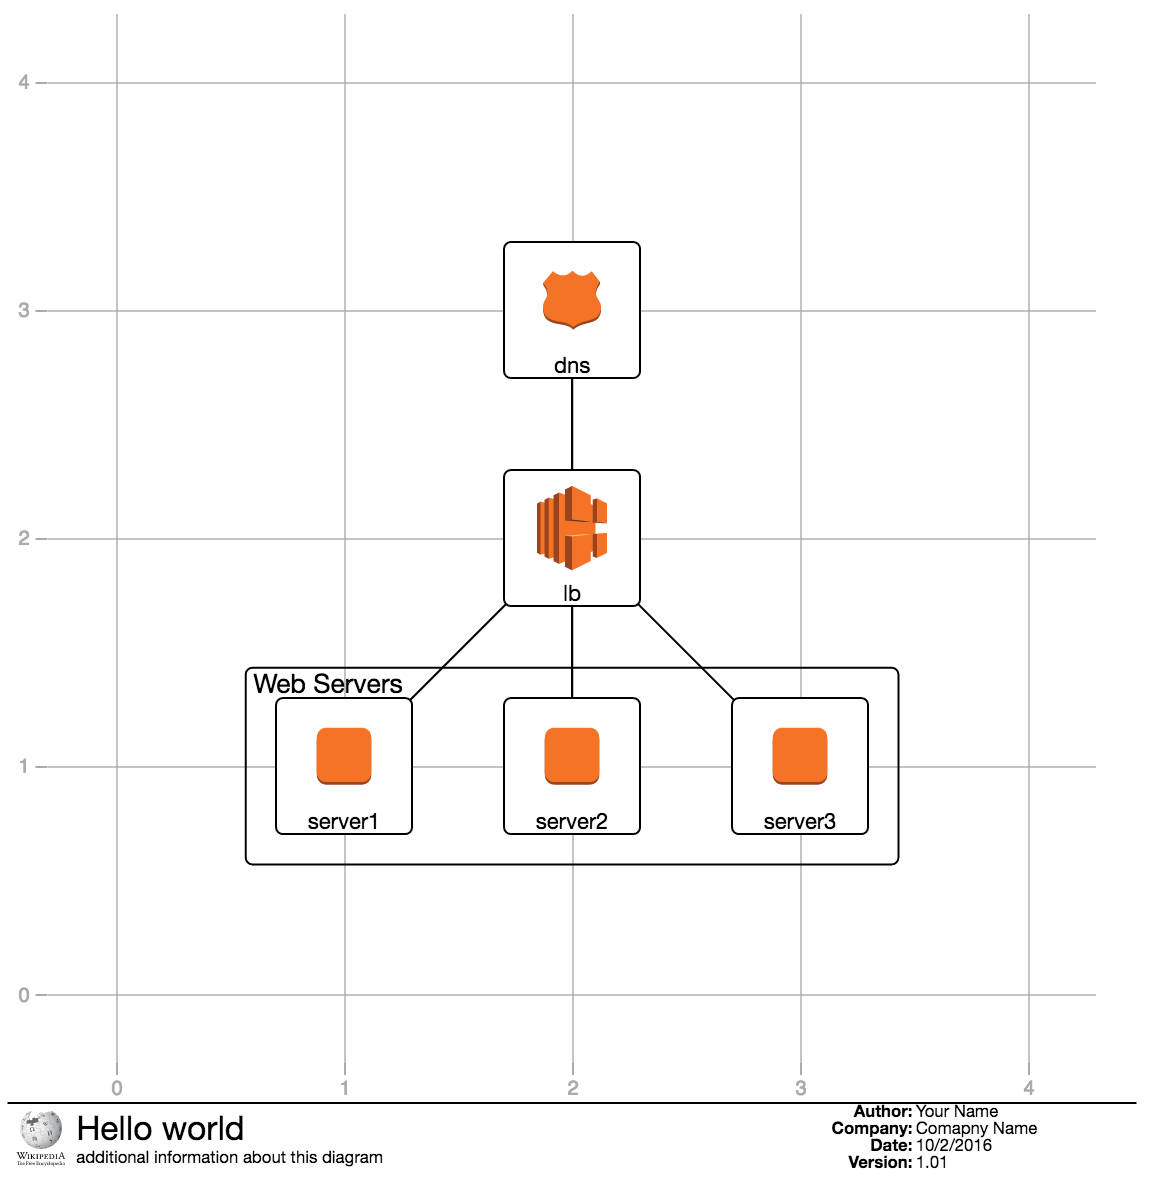 4
3
dns
2
lb
Web Servers
1
server1
server2
server3
0
0
1
2
3
4
WIKIPEDIA
The Free Encyclopedia
Hello world
additional information about this diagram
Author: Your Name
Company: Comapny Name
Date: 10/2/2016
Version: 1.01